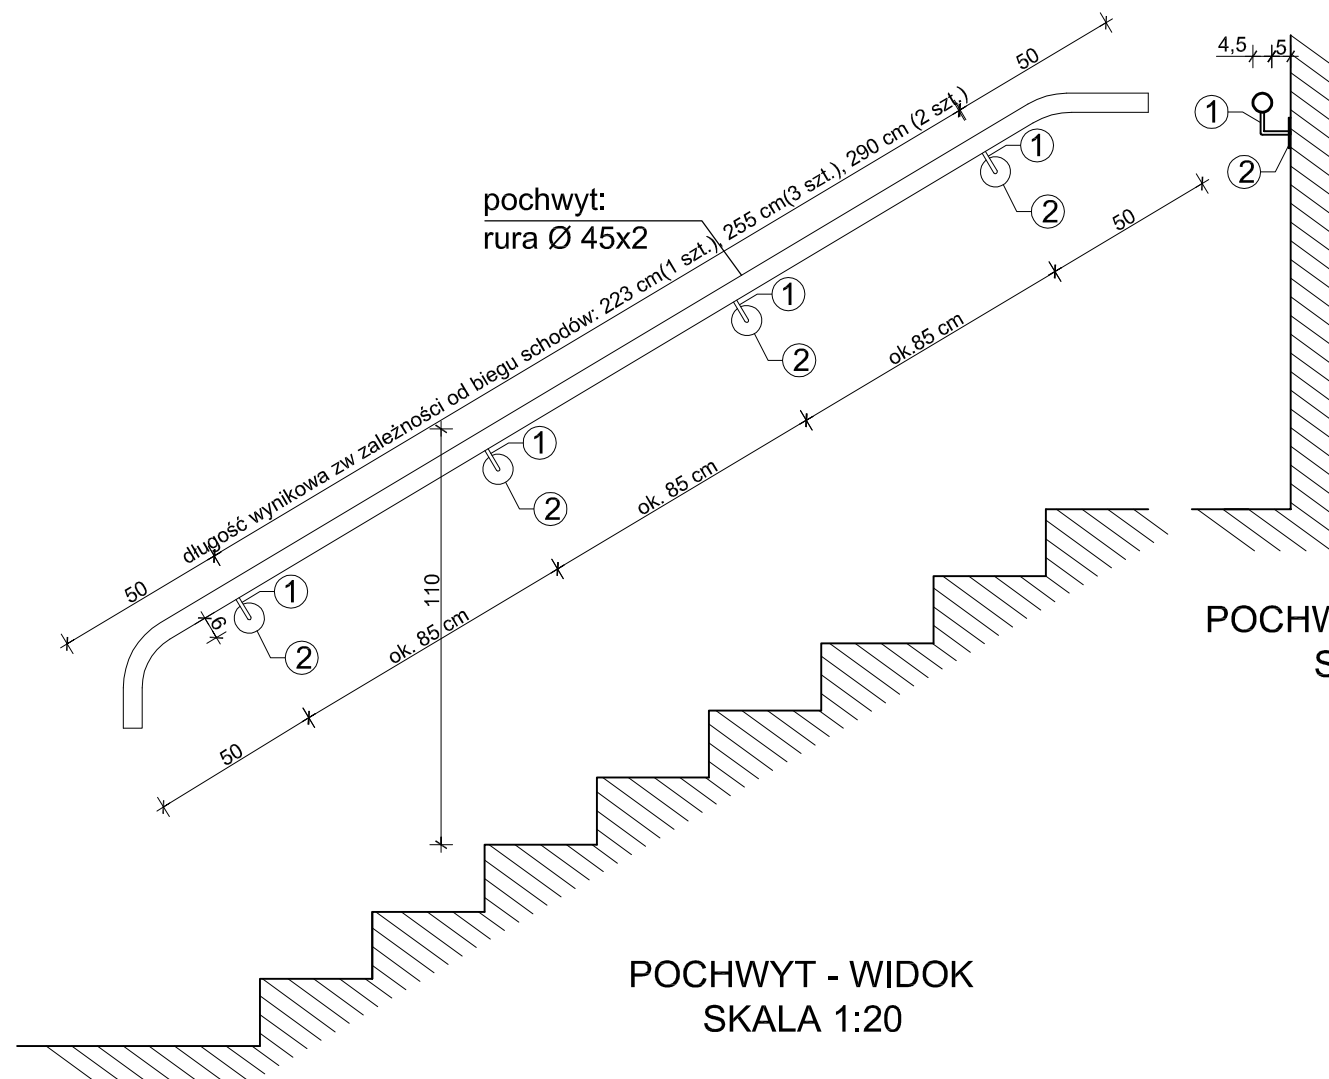 50
4,5
5
1
2
długość wynikowa zw zależności od biegu schodów: 223 cm(1 szt.), 255 cm(3 szt.), 290 cm (2 szt.)
pochwyt:
rura Ø 45x2
1
2
50
1
2
ok.85 cm
1
2
ok. 85 cm
50
1
2
6
110
ok. 85 cm
50
POCHW
S
POCHWYT - WIDOK
SKALA 1:20